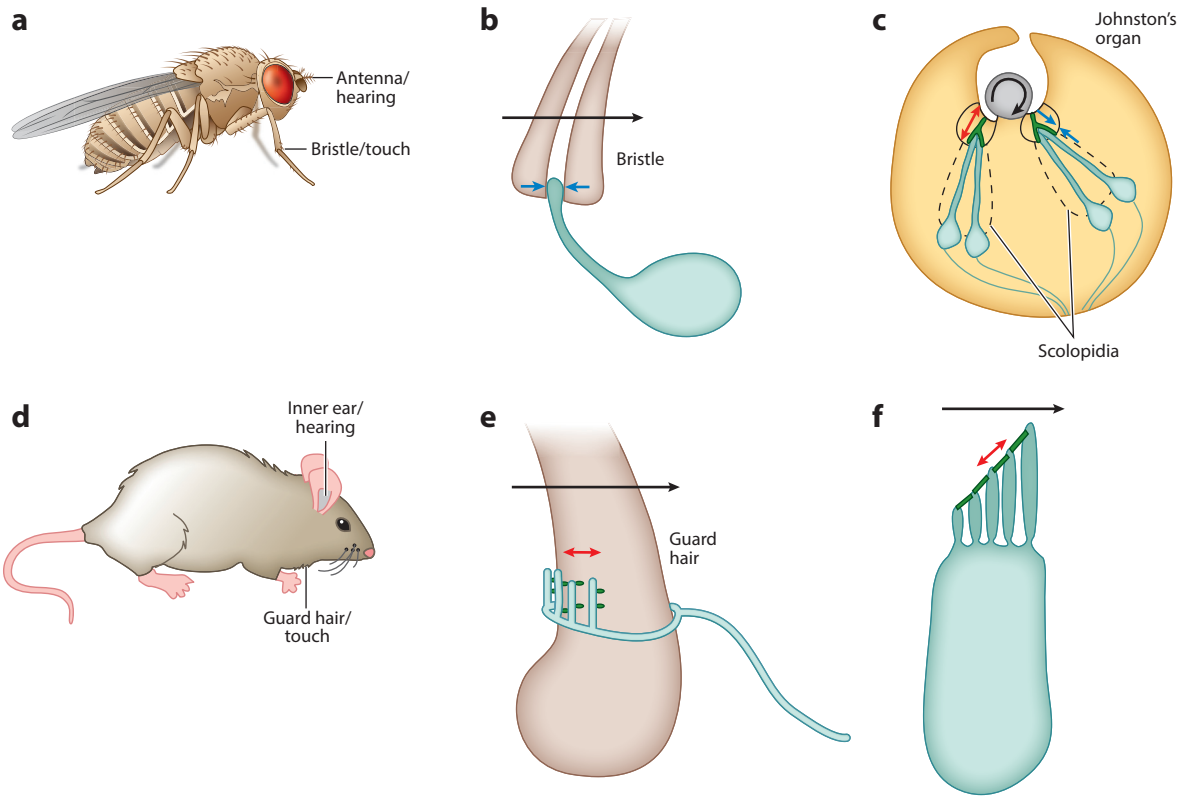 a
Antenna/
hearing
Bristle/touch
b
Bristle
c
Johnston's
organ
Scolopidia
d
Inner ear/
hearing
Guard hair/
touch
e
Guard
hair
f